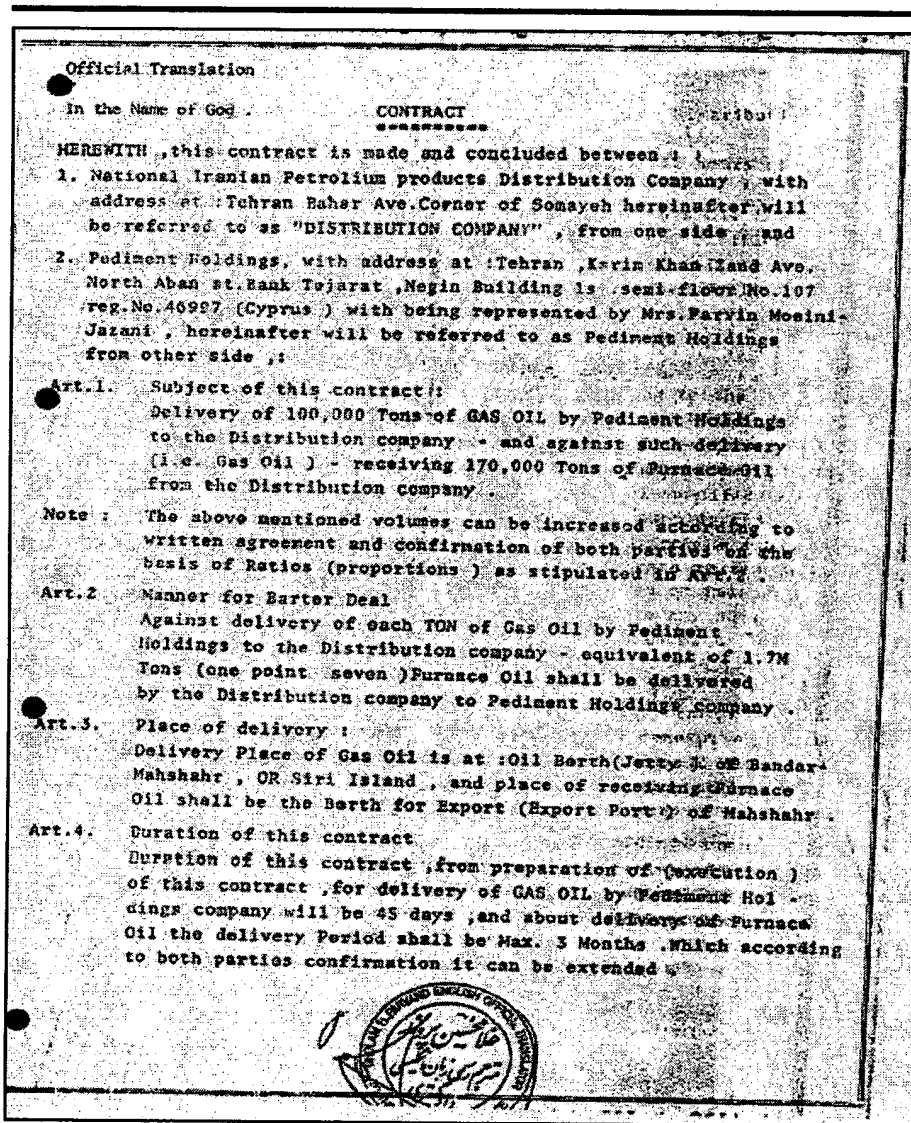 Official Translation
In the Name of God .
CONTRACT
==========
HEREWITH ,this contract is made and concluded between :
1. National Iranian Petrolium products Distribution Company , with
address at :Tehran Bahar Ave.Corner of Somayeh hereinafter,will
be referred to as "DISTRIBUTION COMPANY" , from one side , and
2. Pediment Holdings, with address at :Tehran ,Karim Khan Zand Ave.
North Aban st.Bank Tejarat ,Negin Building 1s .semi-floor No.107
reg.No.46997 (Cyprus ) with being represented by Mrs.Parvin Moeini-
Jazani , hereinafter will be referred to as Pediment Holdings
from other side ,:
Art.1. Subject of this contract :
Delivery of 100,000 Tons of GAS OIL by Pediment Holdings
to the Distribution company - and against such delivery
(i.e. Gas Oil ) - receiving 170,000 Tons of Furnace Oil
from the Distribution company .
Note : The above mentioned volumes can be increased according to
written agreement and confirmation of both parties on the
basis of Ratios (proportions ) as stipulated in Art.2 .
Art.2 Manner for Barter Deal
Against delivery of each TON of Gas Oil by Pediment -
Holdings to the Distribution company - equivalent of 1.7M
Tons (one point seven )Furnace Oil shall be delivered
by the Distribution company to Pediment Holdings company .
Art.3. Place of delivery :
Delivery Place of Gas Oil is at :Oil Berth(Jetty ) of Bandar-
Mahshahr , OR Siri Island , and place of receiving Furnace
Oil shall be the Berth for Export (Export Port ) of Mahshahr .
Art.4. Duration of this contract
Duration of this contract ,from preparation of (execution )
of this contract ,for delivery of GAS OIL by Pediment Hol -
dings company will be 45 days ,and about delivery of Furnace
Oil the delivery Period shall be Max. 3 Months .Which according
to both parties confirmation it can be extended
ENGLISH OFFICIAL TRANSLATOR